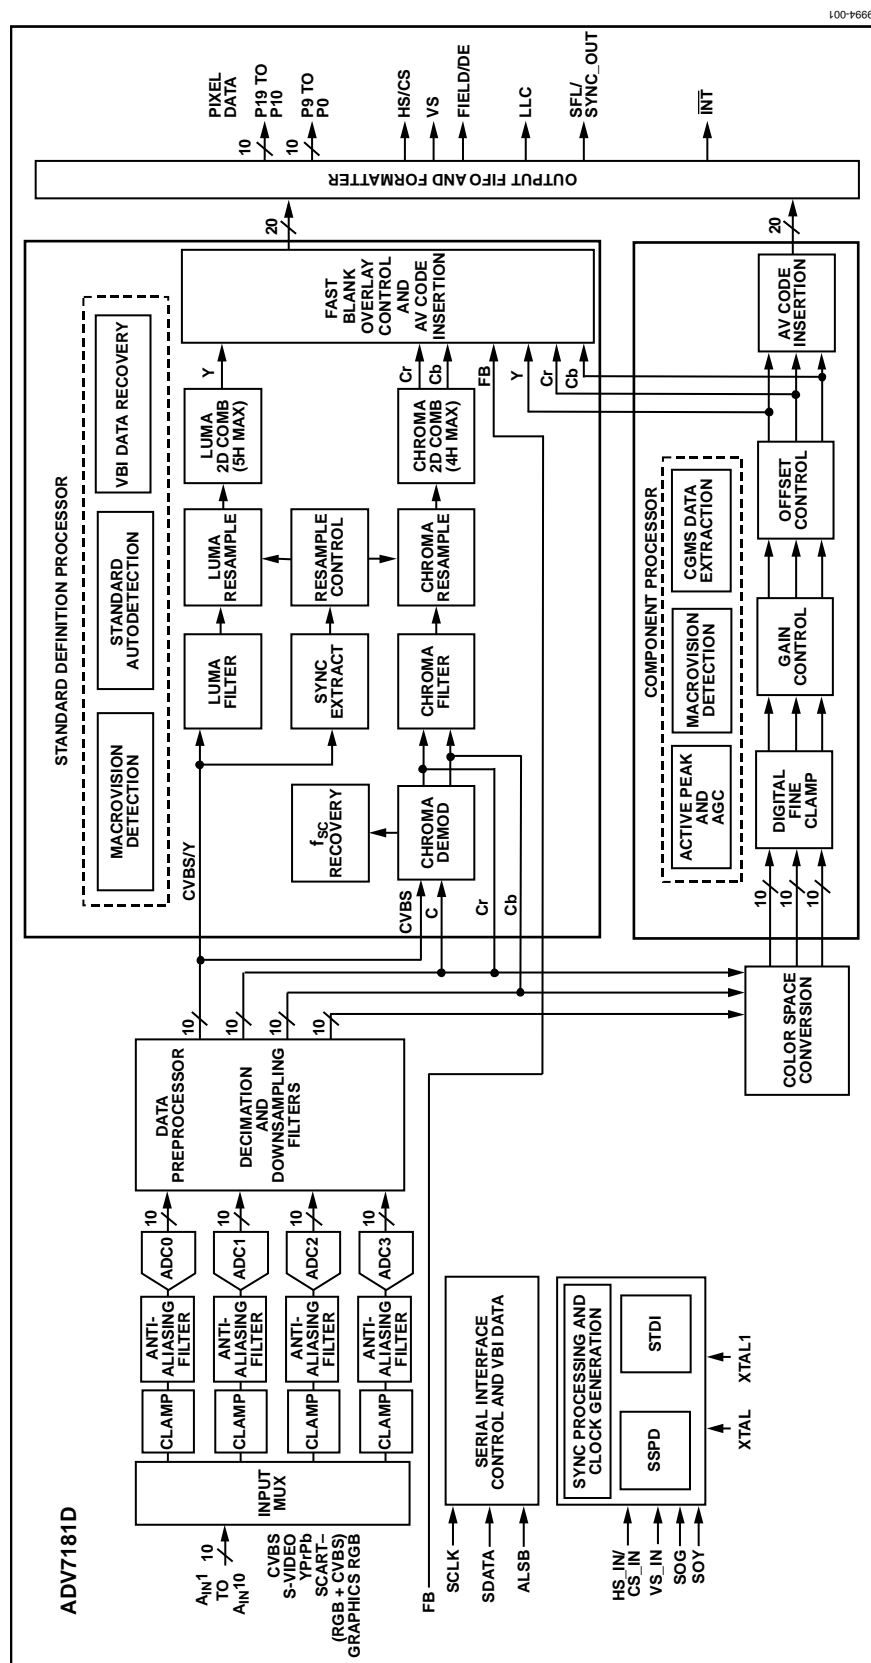 ADV7181D
AIN1
TO
AIN10
10
CVBS
S-VIDEO
YPrPb
SCART–
(RGB + CVBS)
GRAPHICS RGB
INPUT
MUX
CLAMP
ANTI-
ALIASING
FILTER
ADC0
10
CLAMP
ANTI-
ALIASING
FILTER
ADC1
10
CLAMP
ANTI-
ALIASING
FILTER
ADC2
10
CLAMP
ANTI-
ALIASING
FILTER
ADC3
10
DATA
PREPROCESSOR
DECIMATION
AND
DOWNSAMPLING
FILTERS
10
10
10
10
FB
SCLK
SDATA
ALSB
SERIAL INTERFACE
CONTROL AND VBI DATA
HS_IN/
CS_IN
VS_IN
SOG
SOY
SYNC PROCESSING AND
CLOCK GENERATION
SSPD
STDI
XTAL
XTAL1
STANDARD DEFINITION PROCESSOR
MACROVISION
DETECTION
STANDARD
AUTODETECTION
VBI DATA RECOVERY
CVBS/Y
LUMA
FILTER
LUMA
RESAMPLE
LUMA
2D COMB
(5H MAX)
Y
fSC
RECOVERY
SYNC
EXTRACT
RESAMPLE
CONTROL
CVBS
C
CHROMA
DEMOD
CHROMA
FILTER
CHROMA
RESAMPLE
CHROMA
2D COMB
(4H MAX)
Cr
Cb
Cr
Cb
FB
Y
Cr
Cb
FAST
BLANK
OVERLAY
CONTROL
AND
AV CODE
INSERTION
20
COLOR SPACE
CONVERSION
COMPONENT PROCESSOR
ACTIVE PEAK
AND
AGC
MACROVISION
DETECTION
CGMS DATA
EXTRACTION
10
10
10
DIGITAL
FINE
CLAMP
GAIN
CONTROL
OFFSET
CONTROL
AV CODE
INSERTION
20
OUTPUT FIFO AND FORMATTER
PIXEL
DATA
10
P19 TO
P10
10
P9 TO
P0
HS/CS
VS
FIELD/DE
LLC
SFL/
SYNC_OUT
INT